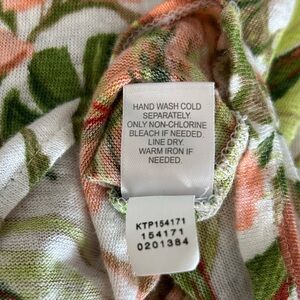 HAND WASH COLD
SEPARATELY.
ONLY NON-CHLORINE
BLEACH IF NEEDED.
LINE DRY.
WARM IRON IF
NEEDED.
KTP154171
154171
0201384